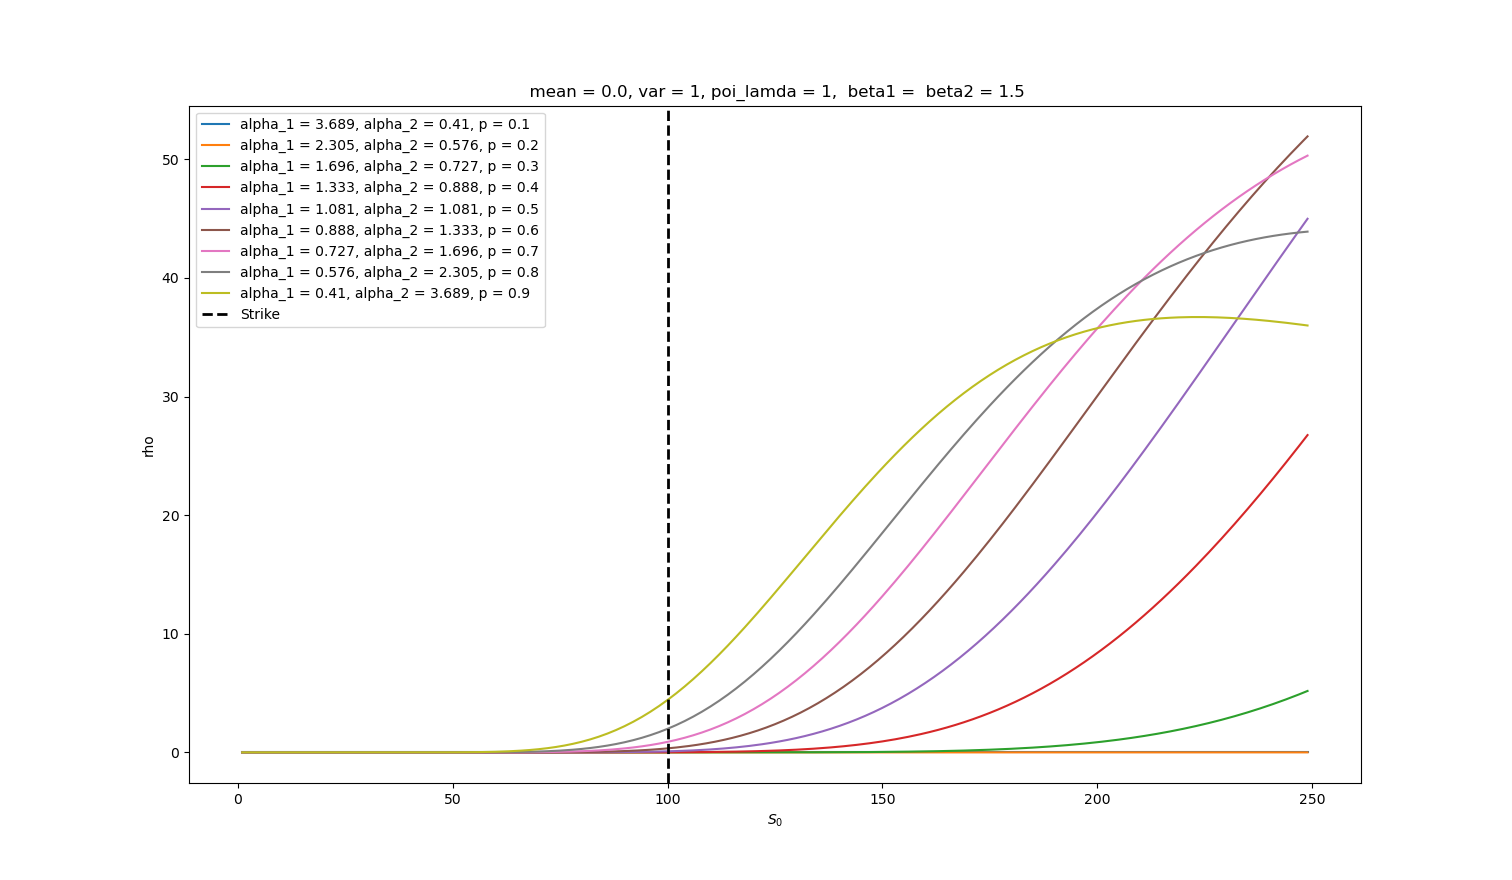 mean = 0.0, var = 1, poi_lamda = 1,  beta1 =  beta2 = 1.5
alpha_1 = 3.689, alpha_2 = 0.41, p = 0.1
alpha_1 = 2.305, alpha_2 = 0.576, p = 0.2
alpha_1 = 1.696, alpha_2 = 0.727, p = 0.3
alpha_1 = 1.333, alpha_2 = 0.888, p = 0.4
alpha_1 = 1.081, alpha_2 = 1.081, p = 0.5
alpha_1 = 0.888, alpha_2 = 1.333, p = 0.6
alpha_1 = 0.727, alpha_2 = 1.696, p = 0.7
alpha_1 = 0.576, alpha_2 = 2.305, p = 0.8
alpha_1 = 0.41, alpha_2 = 3.689, p = 0.9
Strike
50
40
30
20
10
0
rho
0 50 100 150 200 250
S_0